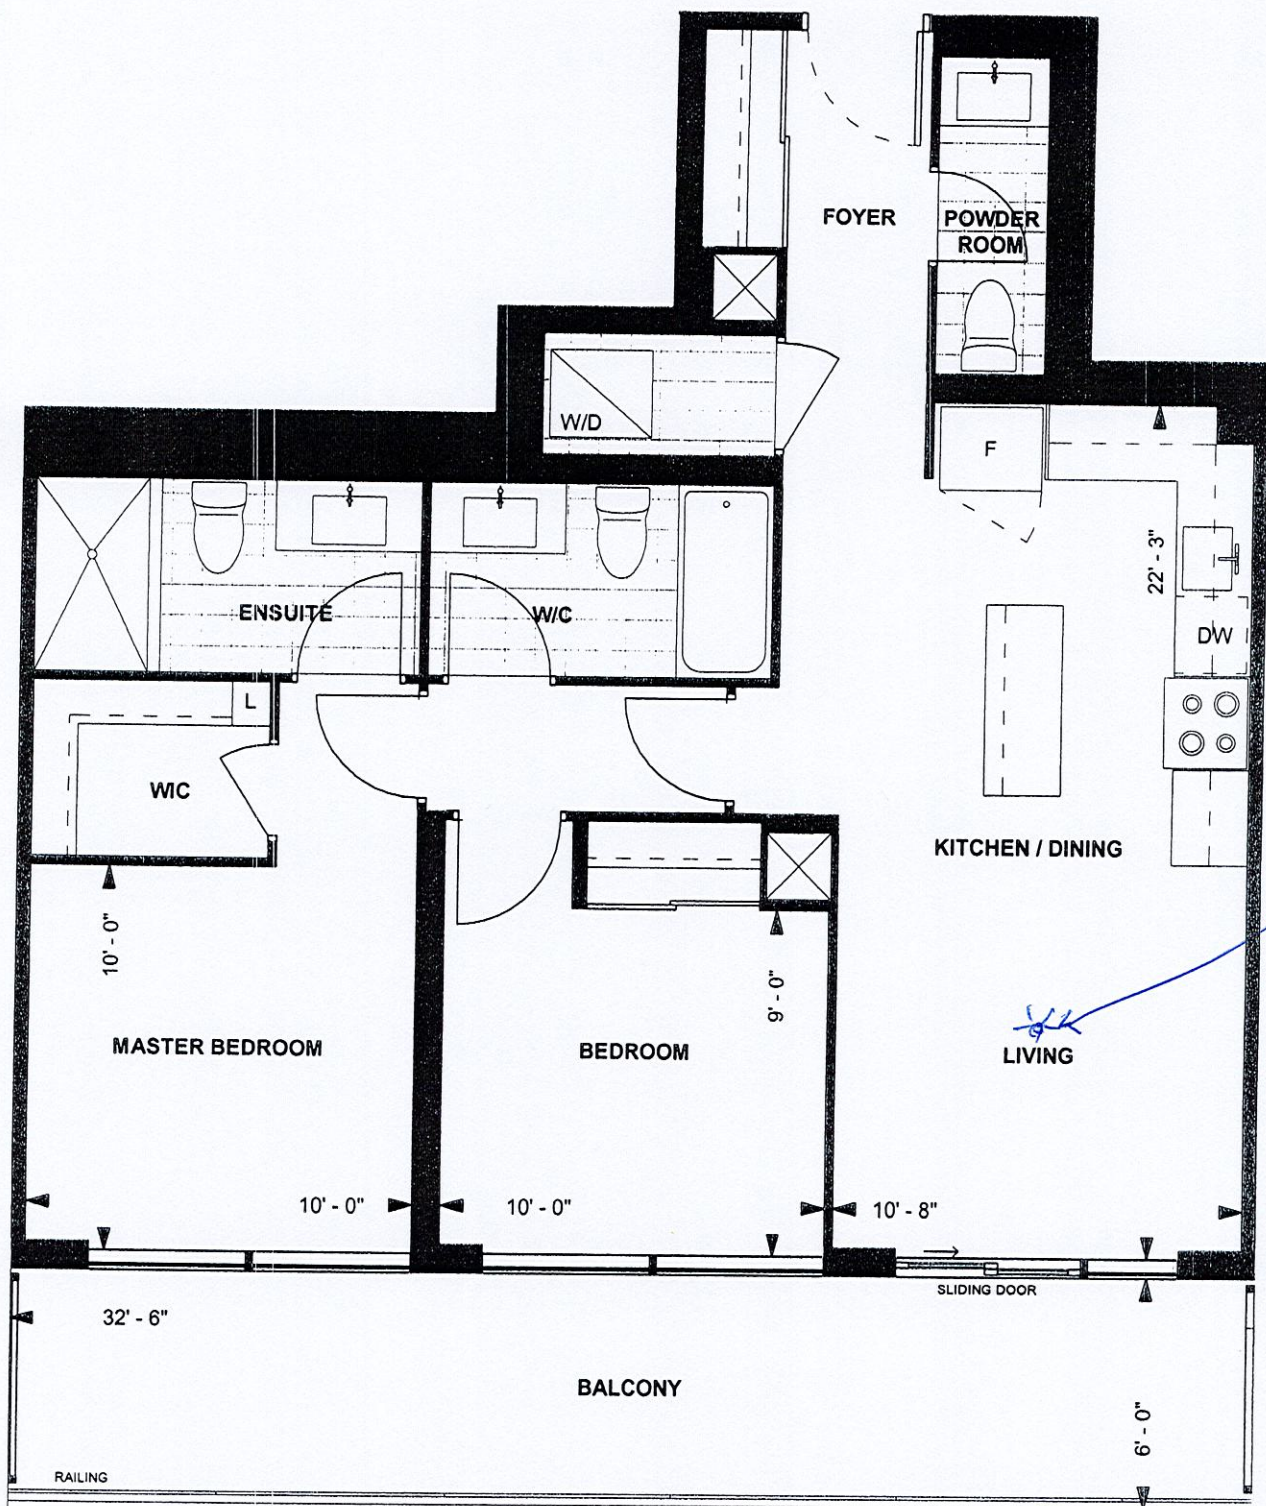 FOYER
POWDER
ROOM
W/D
F
22' - 3"
DW
ENSUITE
W/C
L
WIC
KITCHEN / DINING
10' - 0"
9' - 0"
MASTER BEDROOM
BEDROOM
LIVING
10' - 0"
10' - 0"
10' - 8"
SLIDING DOOR
32' - 6"
BALCONY
6' - 0"
RAILING